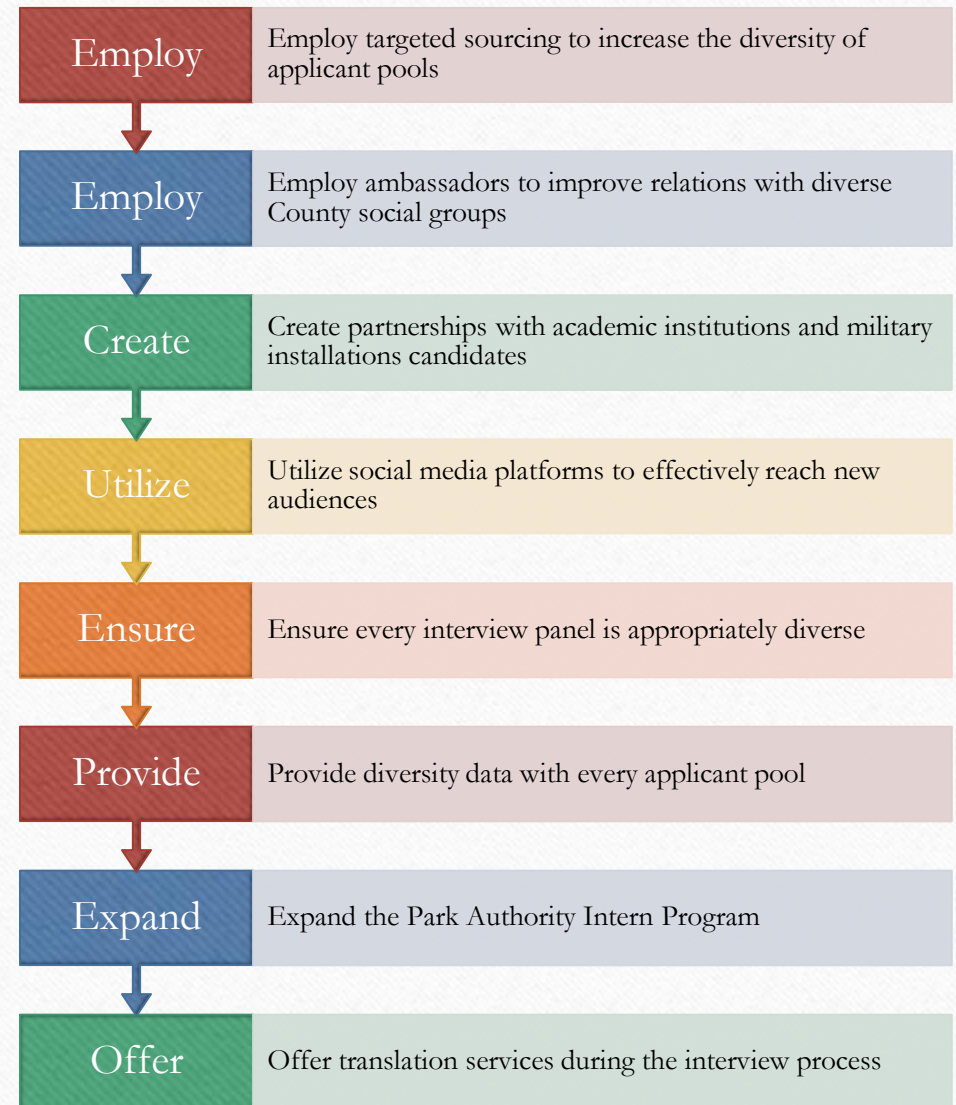 Employ
Employ targeted sourcing to increase the diversity of
applicant pools
Employ
Employ ambassadors to improve relations with diverse
County social groups
Create
Create partnerships with academic institutions and military
installations candidates
Utilize
Utilize social media platforms to effectively reach new
audiences
Ensure
Ensure every interview panel is appropriately diverse
Provide
Provide diversity data with every applicant pool
Expand
Expand the Park Authority Intern Program
Offer
Offer translation services during the interview process